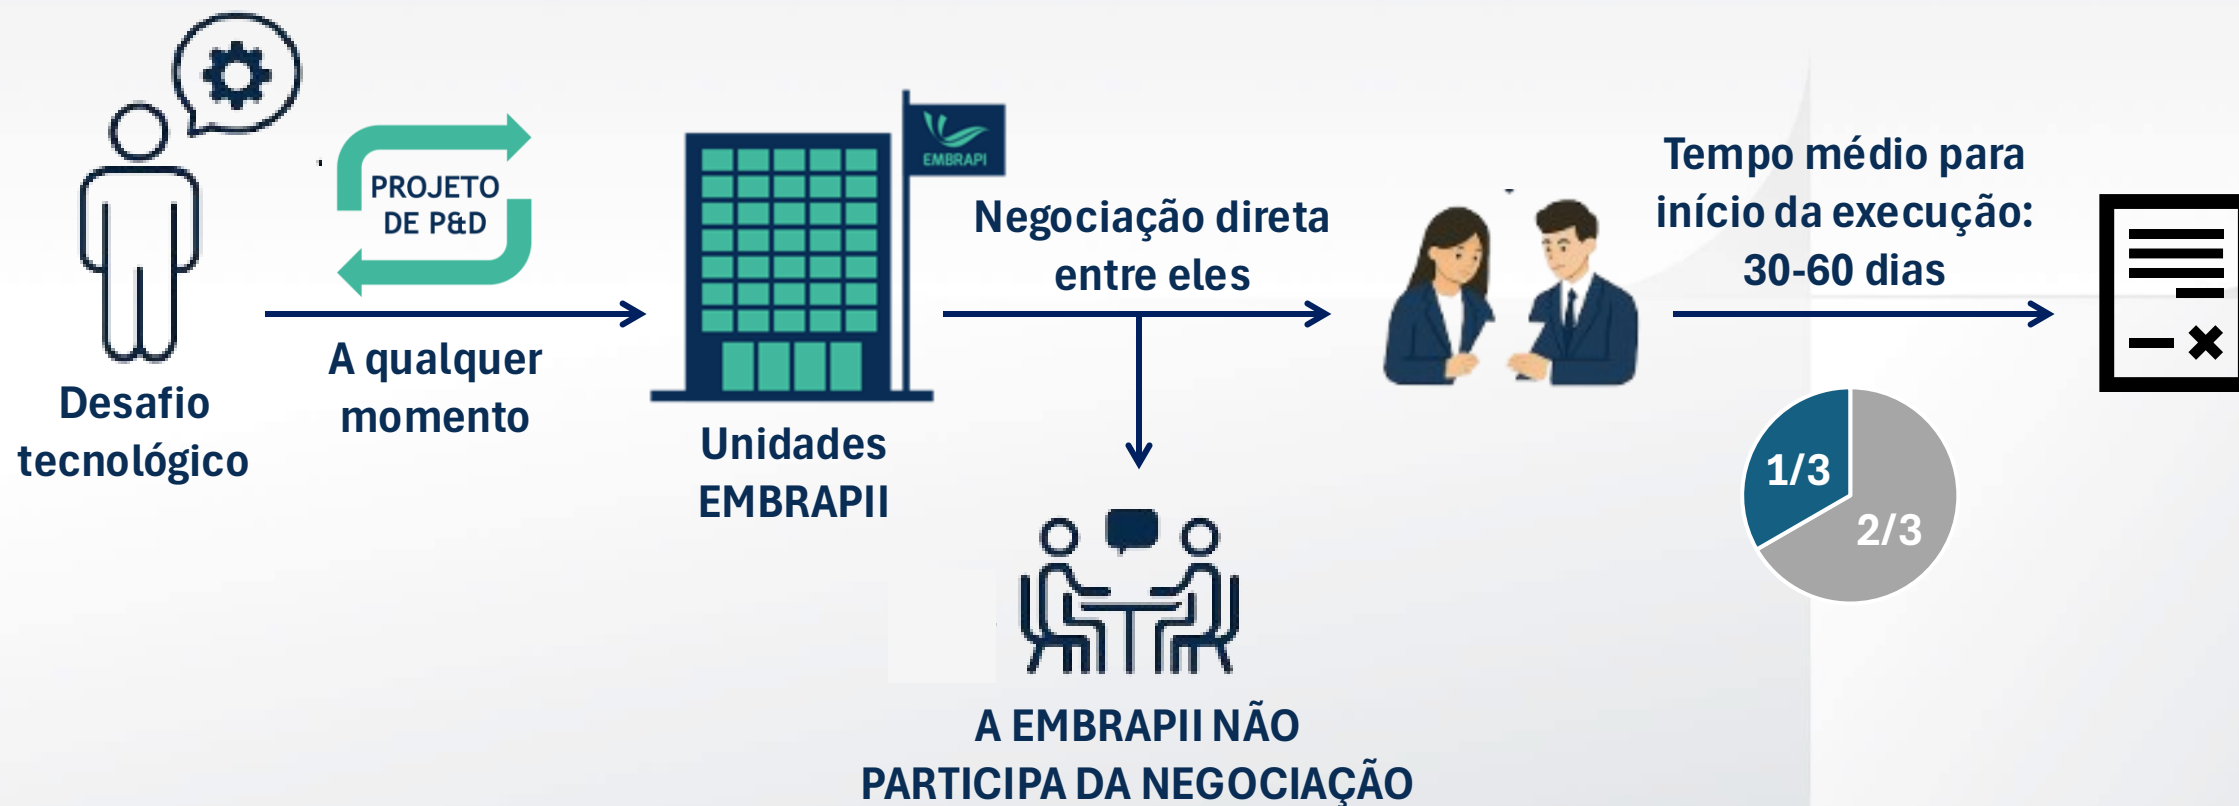 PROJETO
DE P&D
A qualquer
momento
Desafio
tecnológico
EMBRAPI
Unidades
EMBRAPII
Negociação direta
entre eles
A EMBRAPII NÃO
PARTICIPA DA NEGOCIAÇÃO
Tempo médio para
início da execução:
30-60 dias
1/3
2/3